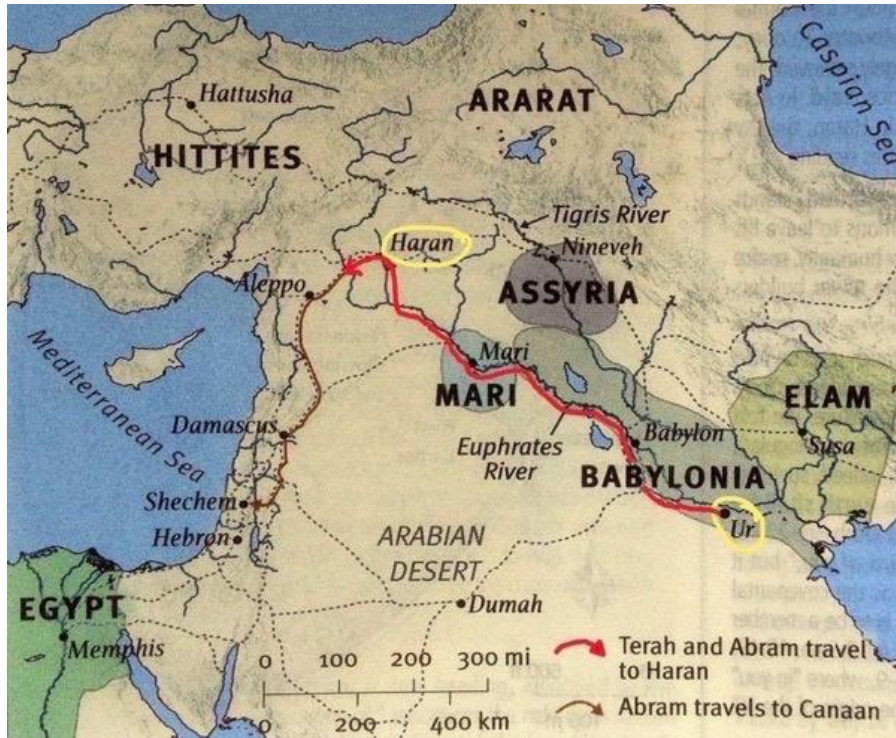 Caspian Sea
Hattusha
ARARAT
HITTITES
Tigris River
Haran
Nineveh
Aleppo
ASSYRIA
Mediterranean Sea
Mari
MARI
ELAM
Damascus
Euphrates
River
Babylon
Susa
BABYLONIA
Shechem
Ur
Hebron
ARABIAN
DESERT
EGYPT
Dumah
Memphis
0 100 200 300 mi
0 200 400 km
Terah and Abram travel
to Haran
Abram travels to Canaan